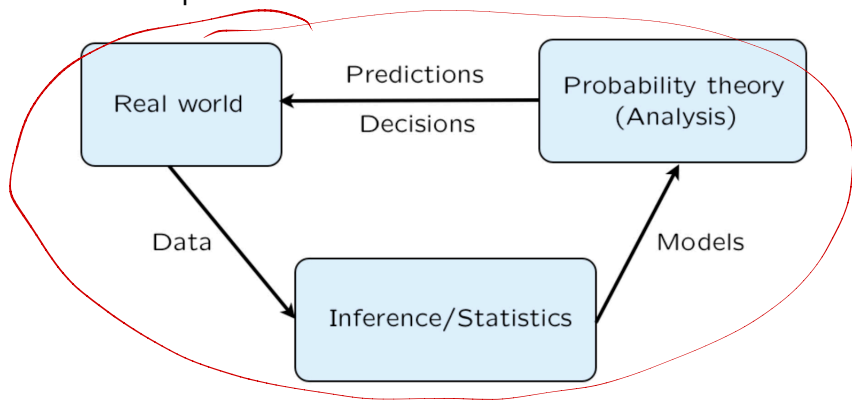 Real world
Predictions
Decisions
Probability theory
(Analysis)
Data
Models
Inference/Statistics